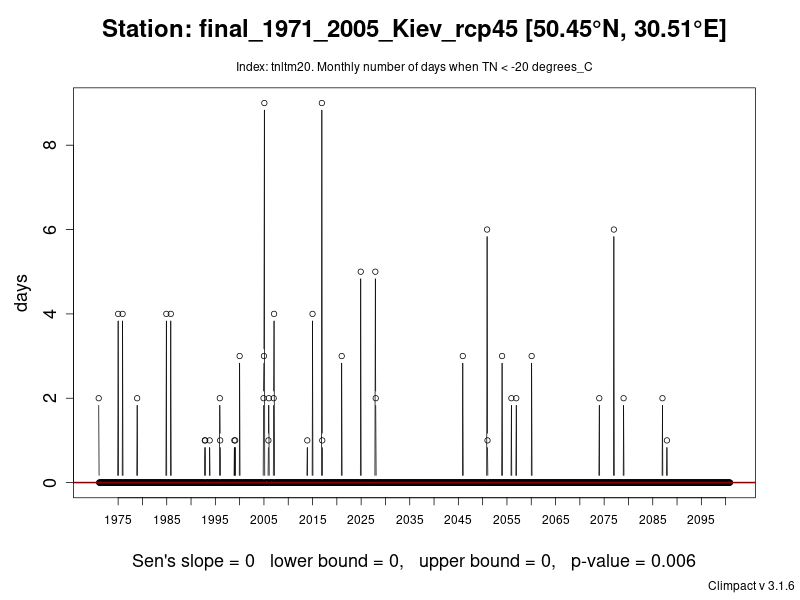 Station: final_1971_2005_Kiev_rcp45 [50.45°N, 30.51°E]
Index: tnltm20. Monthly number of days when TN < -20 degrees_C
days
8
6
4
2
0
1975 1985 1995 2005 2015 2025 2035 2045 2055 2065 2075 2085 2095
Sen's slope = 0 lower bound = 0, upper bound = 0, p-value = 0.006
Climpact v 3.1.6